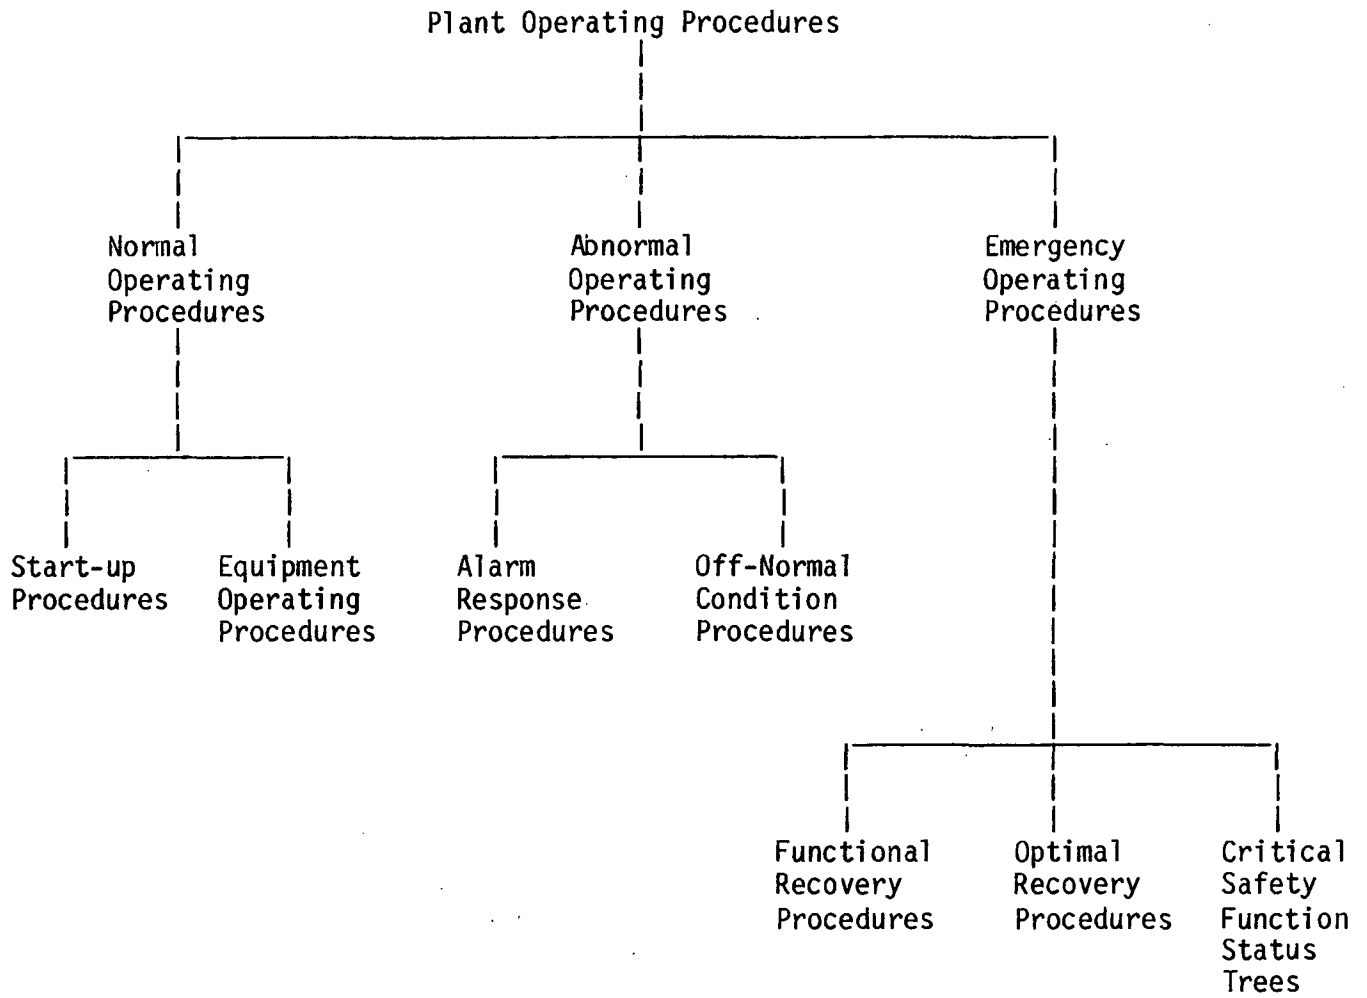 Plant Operating Procedures
Normal
Operating
Procedures
Abnormal
Operating
Procedures
Emergency
Operating
Procedures
Start-up
Procedures
Equipment
Operating
Procedures
Alarm
Response
Procedures
Off-Normal
Condition
Procedures
Functional
Recovery
Procedures
Optimal
Recovery
Procedures
Critical
Safety
Function
Status
Trees